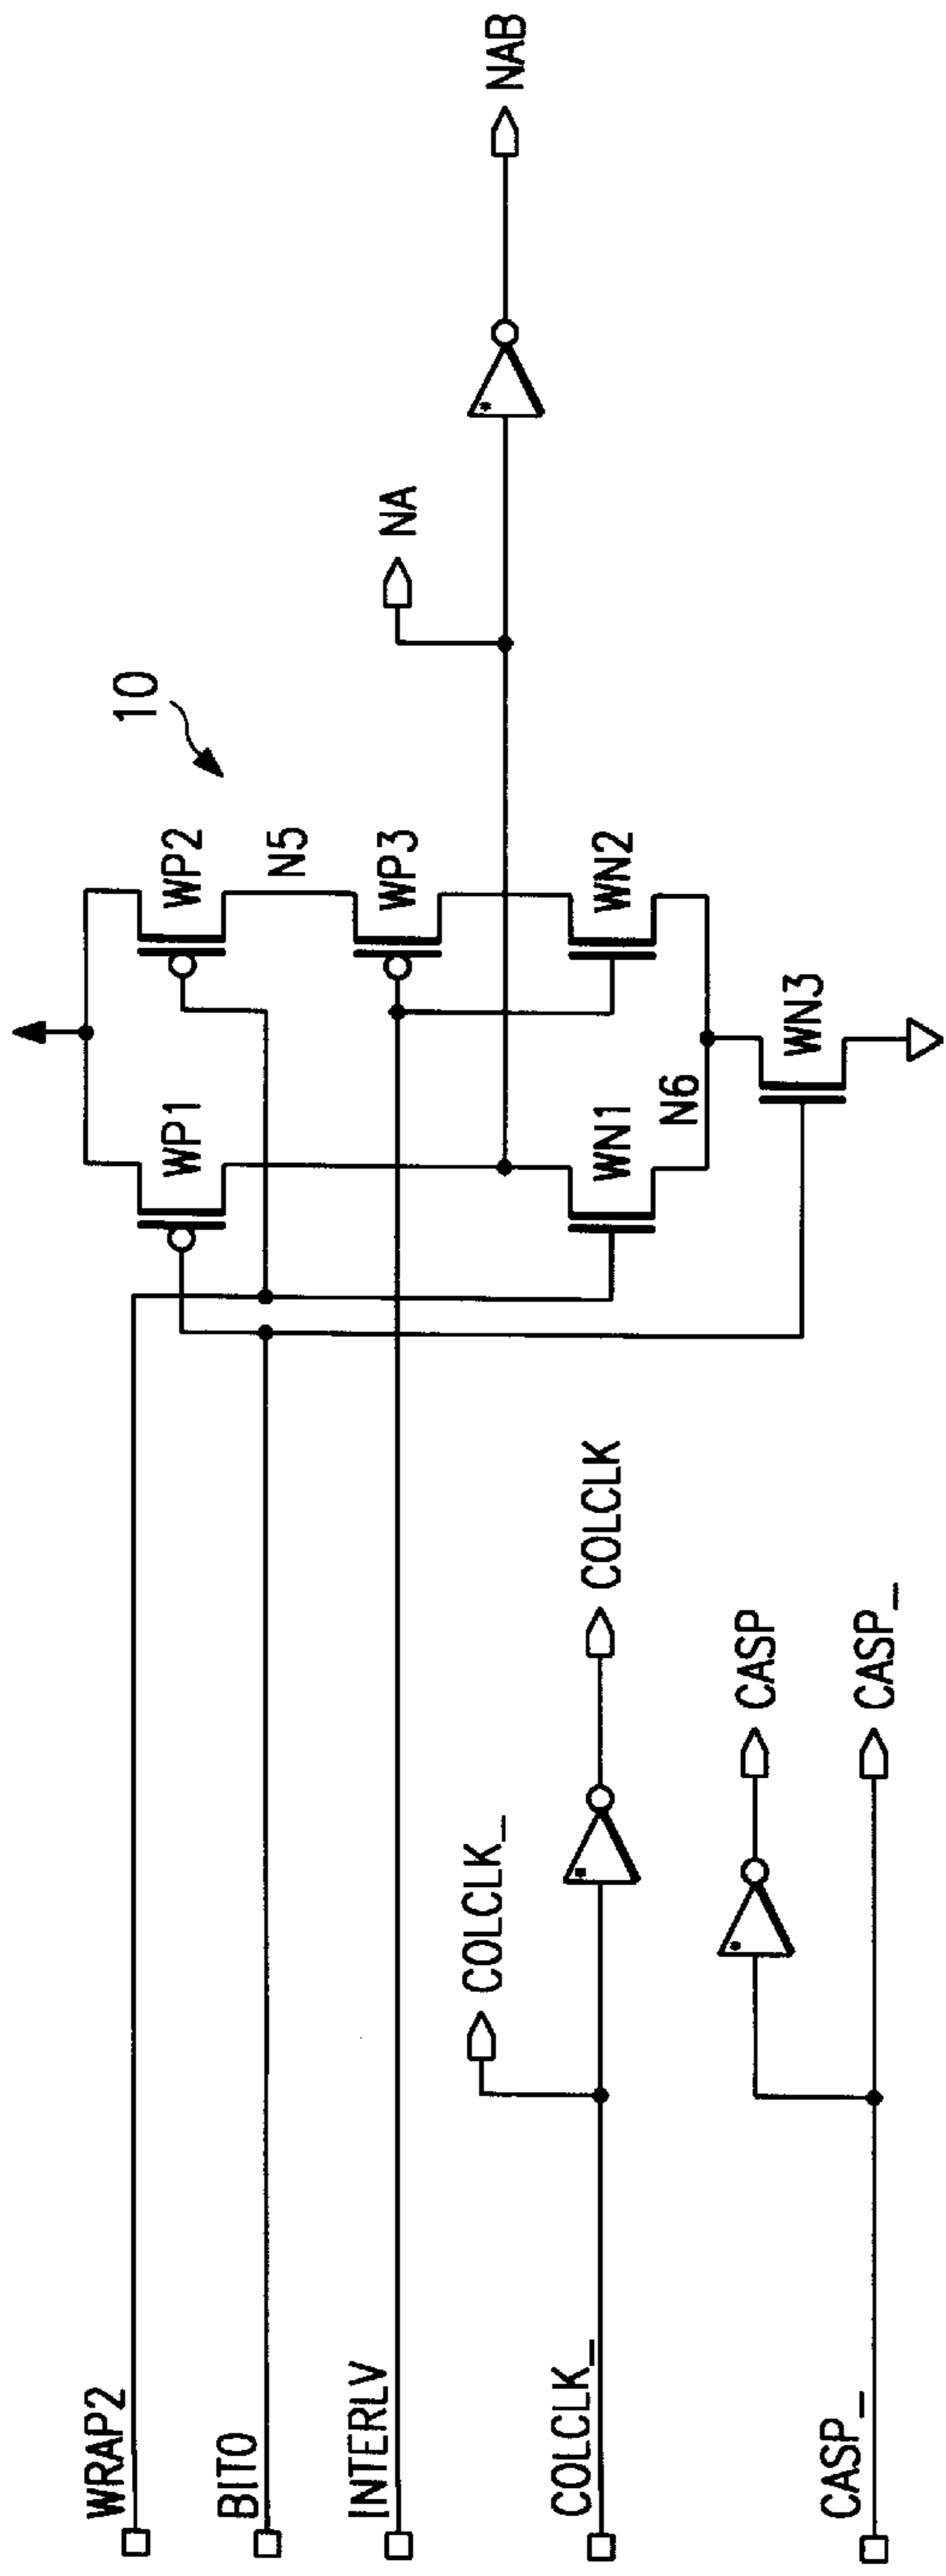 WRAP2
BIT0
INTERLV
COLCLK_
CASP_
COLCLK_
COLCLK
CASP
CASP_
WP1
WP2
N5
WP3
WN1
WN2
N6
WN3
10
NA
NAB